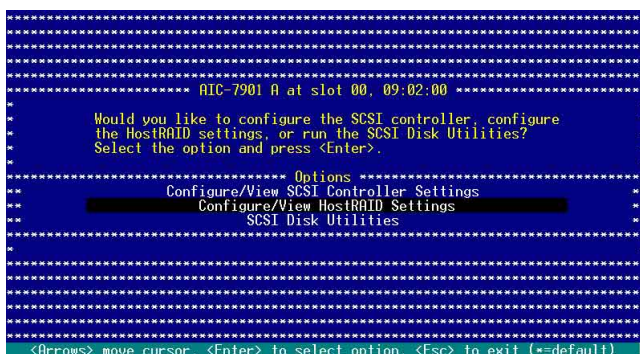 AIC-7901 A at slot 00, 09:02:00
Would you like to configure the SCSI controller, configure
the HostRAID settings, or run the SCSI Disk Utilities?
Select the option and press <Enter>.
Options
Configure/View SCSI Controller Settings
Configure/View HostRAID Settings
SCSI Disk Utilities
<Arrows> move cursor, <Enter> to select option, <Esc> to exit (*=default)